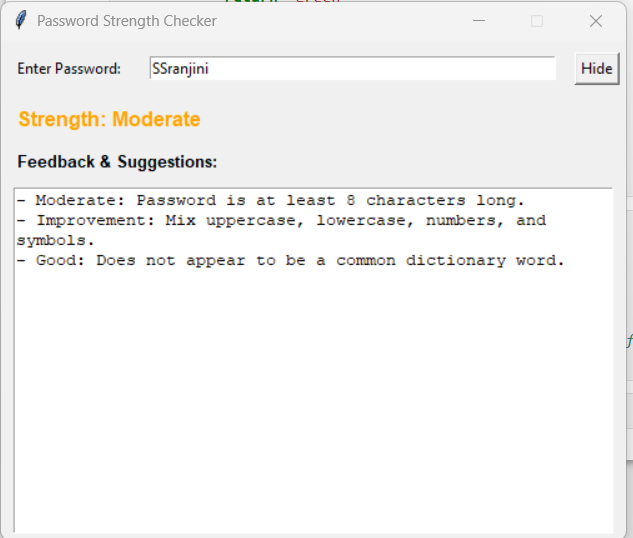 Password Strength Checker
Enter Password: SSranjini Hide
Strength: Moderate
Feedback & Suggestions:
- Moderate: Password is at least 8 characters long.
- Improvement: Mix uppercase, lowercase, numbers, and
symbols.
- Good: Does not appear to be a common dictionary word.